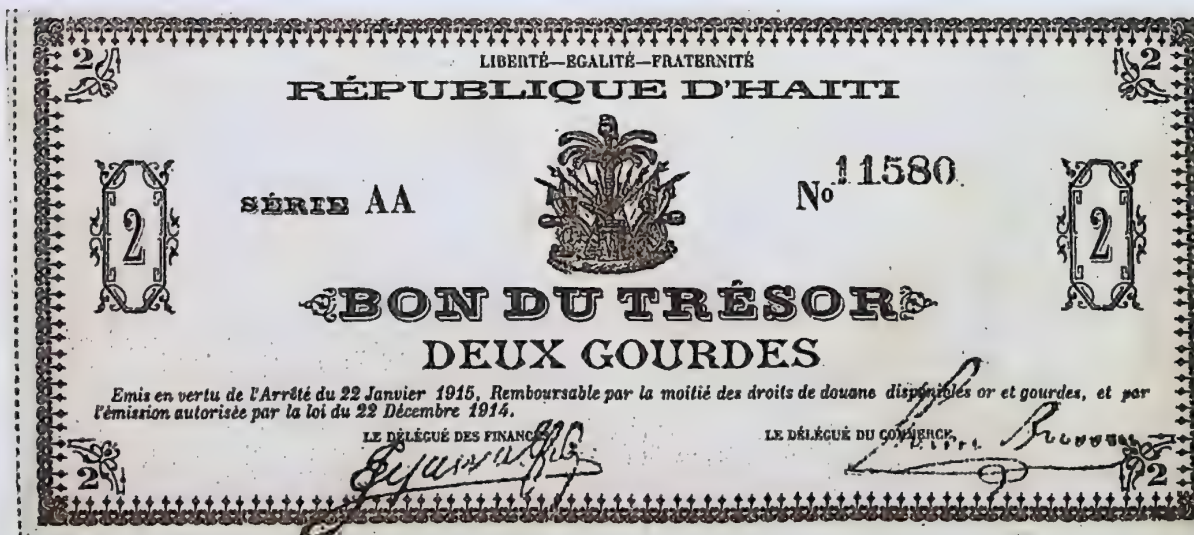 2 2
LIBERTÉ—EGALITÉ—FRATERNITÉ
RÉPUBLIQUE D'HAITI
SÉRIE AA No 11580
2 2
BON DU TRÉSOR
DEUX GOURDES
Emis en vertu de l'Arrêté du 22 Janvier 1915, Remboursable par la moitié des droits de douane disponibles or et gourdes, et par
l'émission autorisée par la loi du 22 Décembre 1914.
LE DÉLÉGUÉ DES FINANCES LE DÉLÉGUÉ DU COMMERCE
2 2